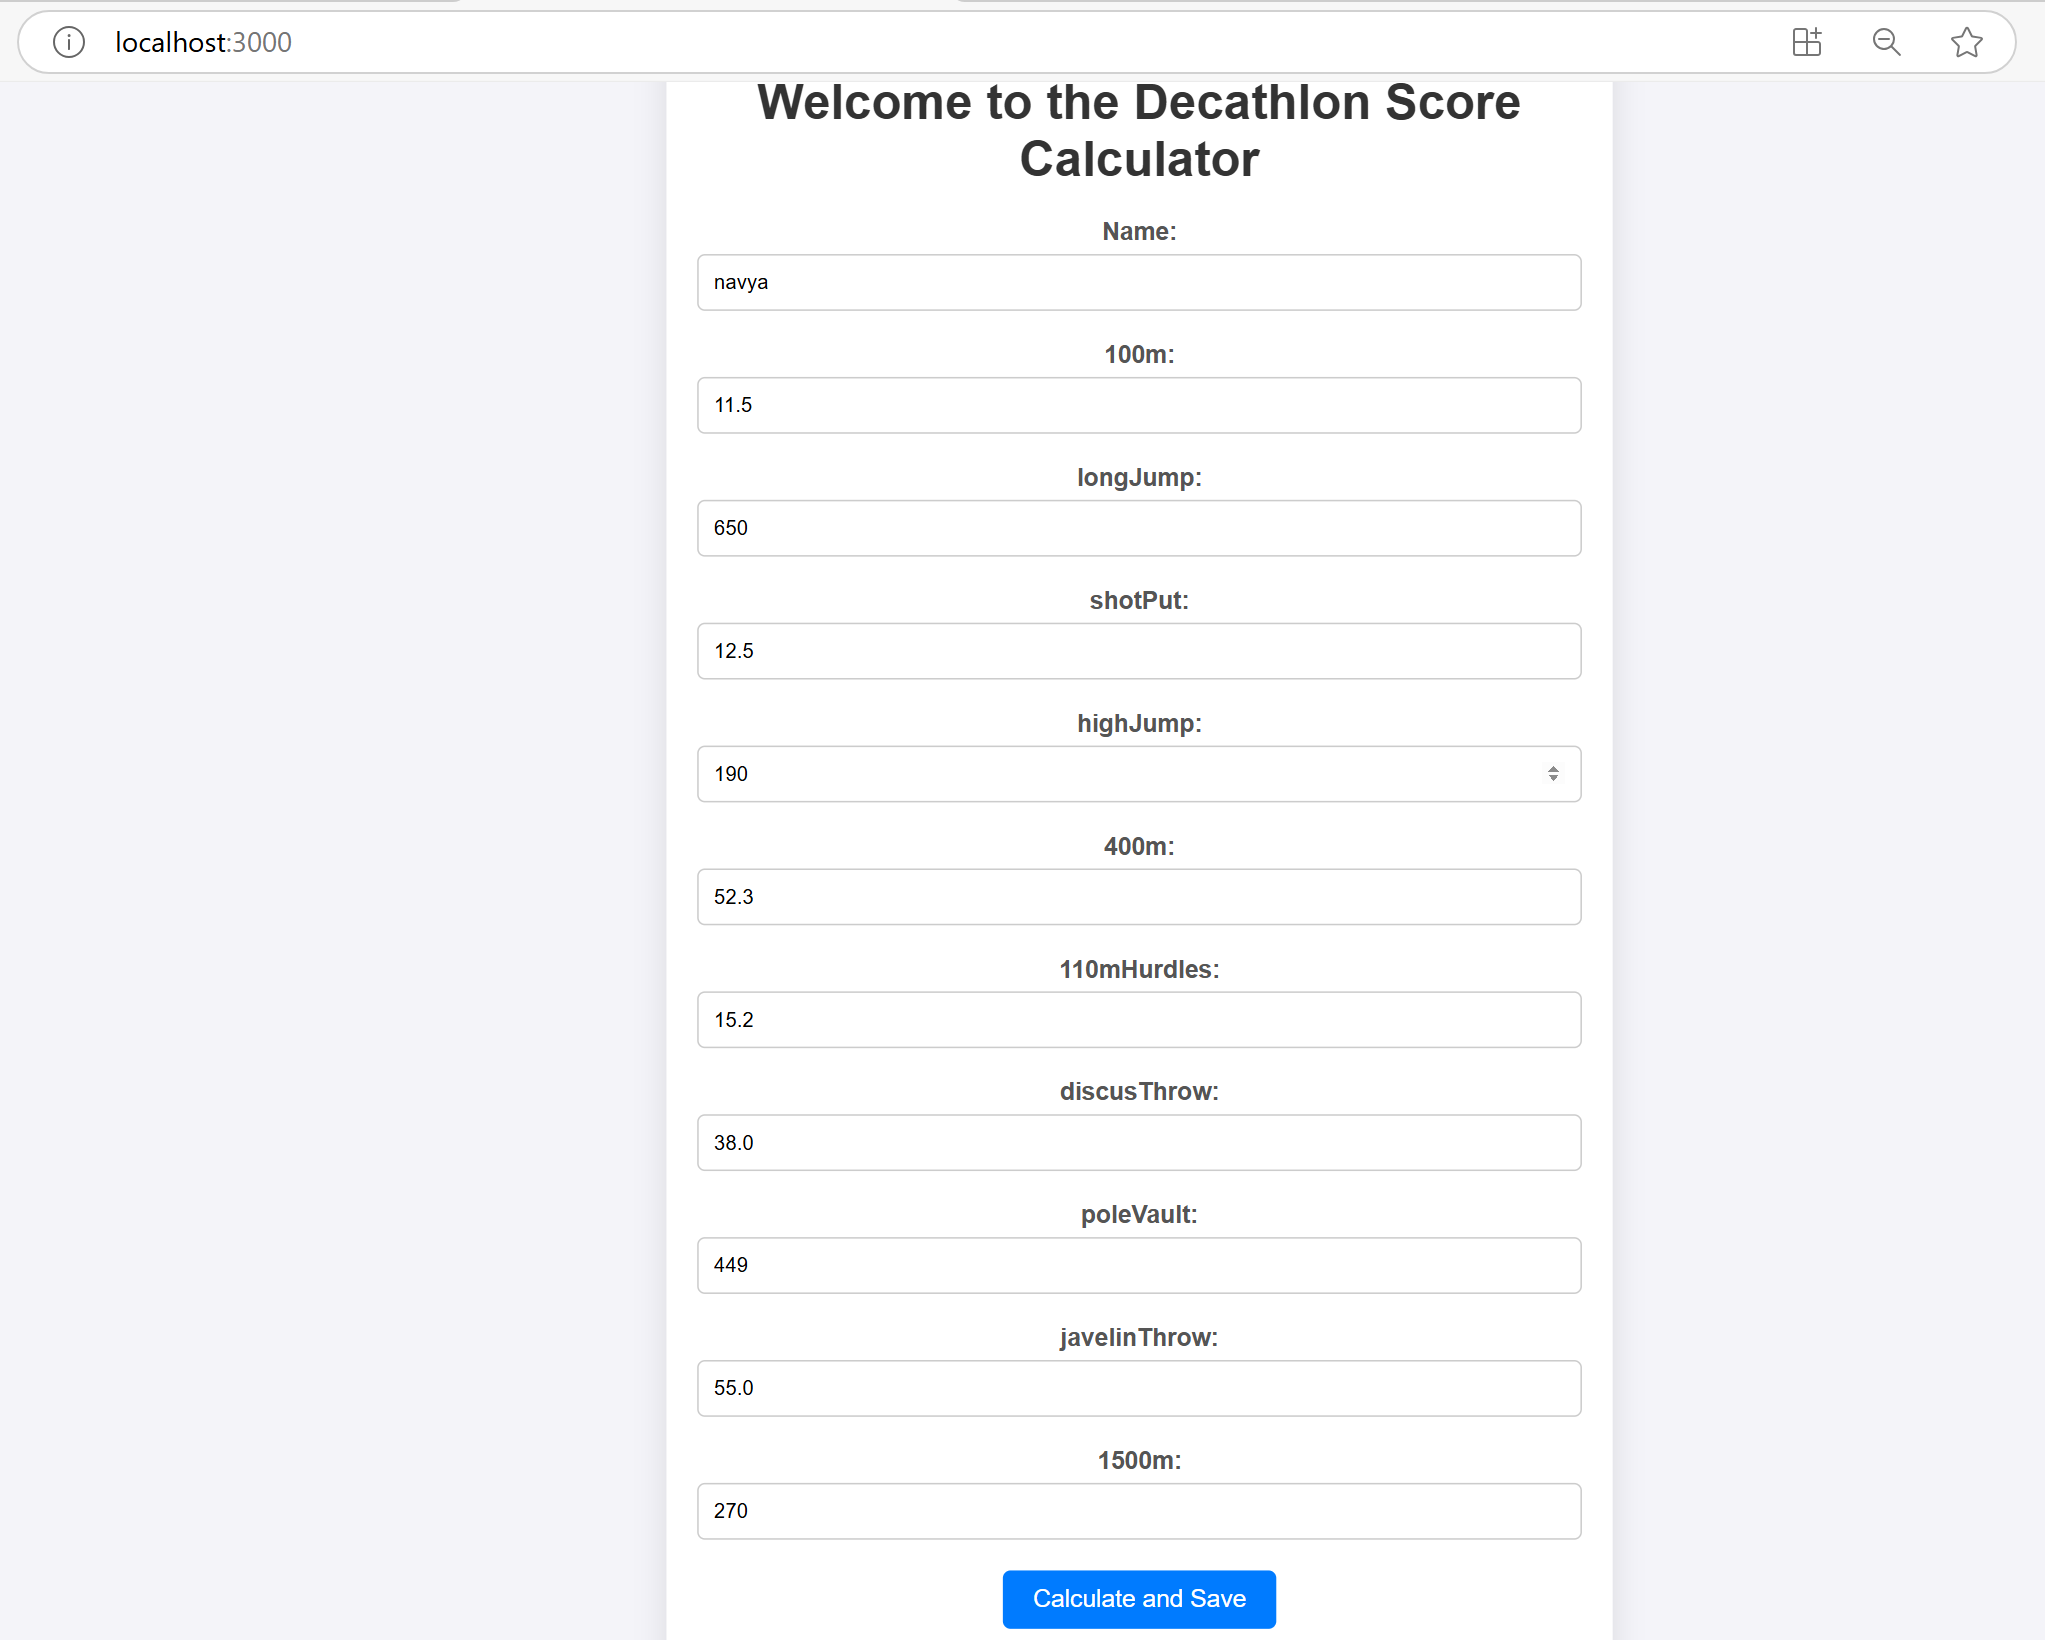 localhost:3000
Welcome to the Decathlon Score
Calculator
Name:
navya
100m:
11.5
longJump:
650
shotPut:
12.5
highJump:
190
400m:
52.3
110mHurdles:
15.2
discusThrow:
38.0
poleVault:
449
javelinThrow:
55.0
1500m:
270
Calculate and Save